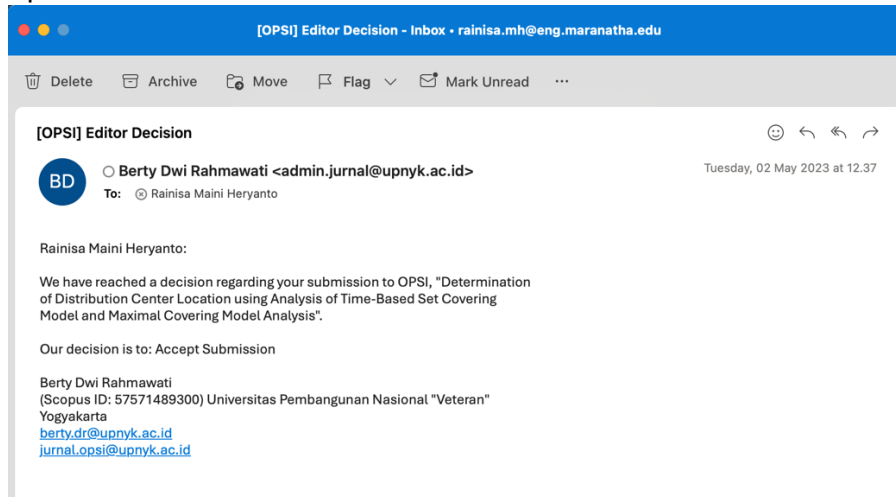 [OPSI] Editor Decision - Inbox • rainisa.mh@eng.maranatha.edu
Delete Archive Move Flag Mark Unread ...
[OPSI] Editor Decision
BD
Berty Dwi Rahmawati <admin.jurnal@upnyk.ac.id>
Tuesday, 02 May 2023 at 12.37
To: Rainisa Maini Heryanto
Rainisa Maini Heryanto:
We have reached a decision regarding your submission to OPSI, "Determination
of Distribution Center Location using Analysis of Time-Based Set Covering
Model and Maximal Covering Model Analysis".
Our decision is to: Accept Submission
Berty Dwi Rahmawati
(Scopus ID: 57571489300) Universitas Pembangunan Nasional "Veteran"
Yogyakarta
berty.dr@upnyk.ac.id
jurnal.opsi@upnyk.ac.id